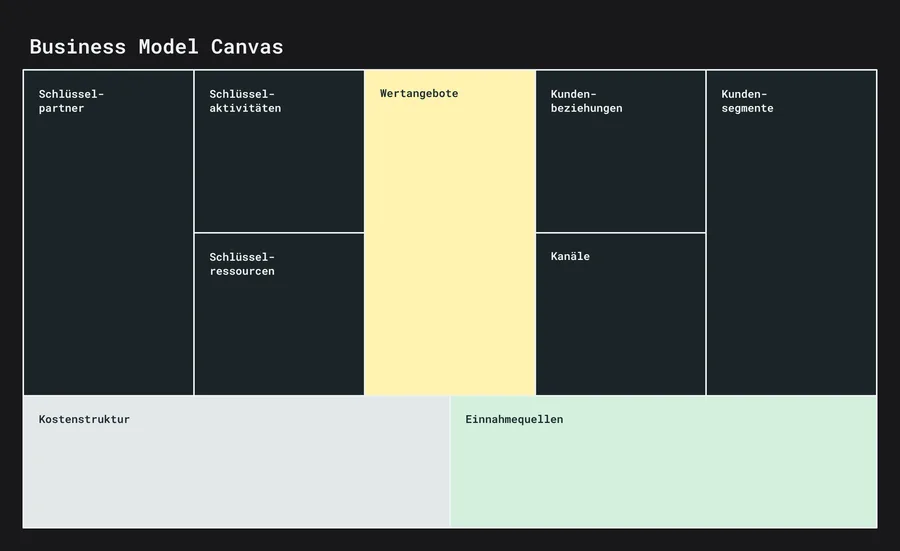 Business Model Canvas
Schlüssel-
partner
Schlüssel-
aktivitäten
Schlüssel-
ressourcen
Wertangebote
Kunden-
beziehungen
Kanäle
Kunden-
segmente
Kostenstruktur
Einnahmequellen